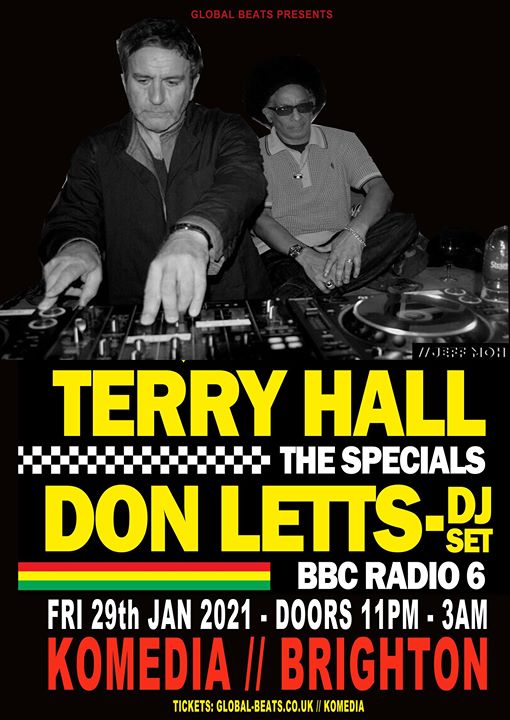 GLOBAL BEATS PRESENTS
//JEFF MOH
TERRY HALL
THE SPECIALS
DON LETTS-DJ SET
BBC RADIO 6
FRI 29th JAN 2021 - DOORS 11PM - 3AM
KOMEDIA // BRIGHTON
TICKETS: GLOBAL-BEATS.CO.UK // KOMEDIA